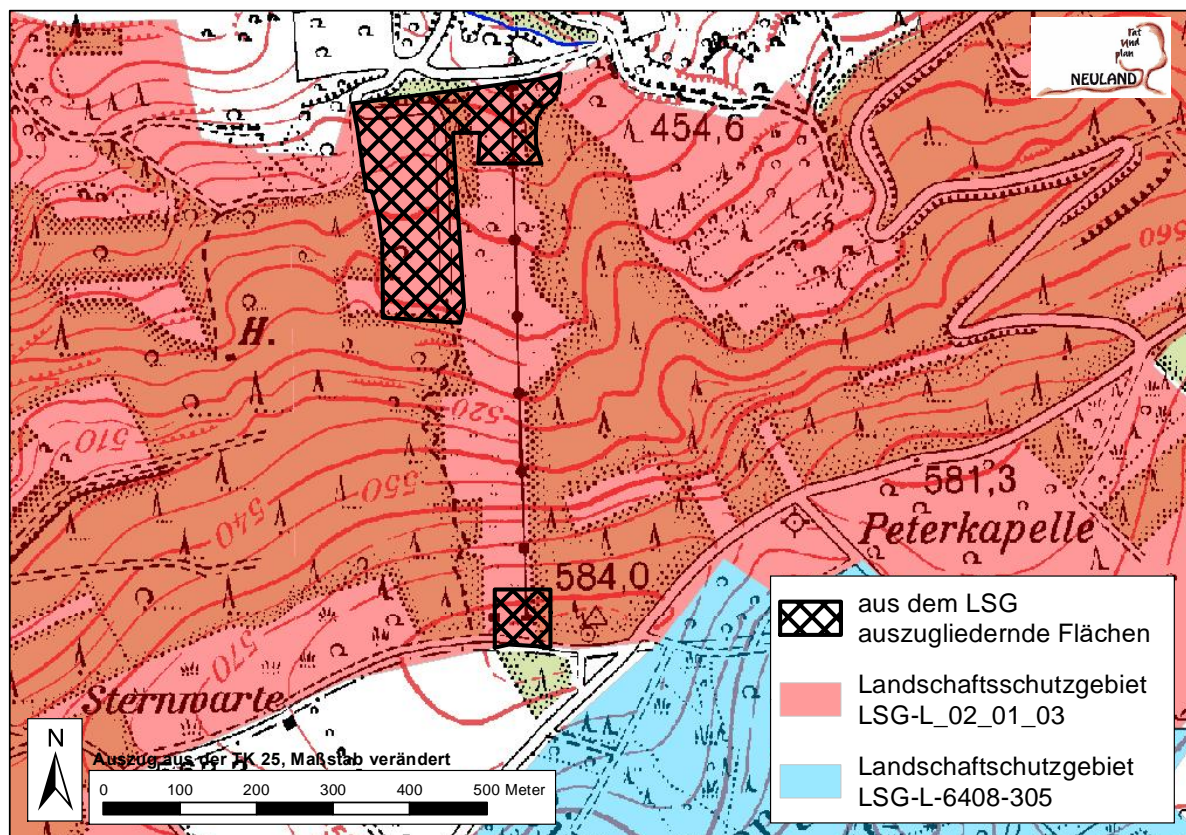 rat
und
plan
NEULAND
454,6
560
H.
520
510
550
540
581,3
Peterkapelle
584,0
570
Sternwarte
aus dem LSG
auszugliedernde Flächen
Landschaftsschutzgebiet
LSG-L_02_01_03
Landschaftschutzgebiet
LSG-L-6408-305
N
Auszug aus der TK 25, Maßstab verändert
0 100 200 300 400 500 Meter